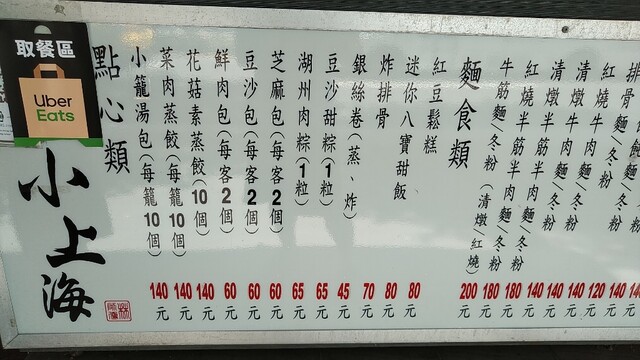 取餐區
Uber
Eats
小上海
點心類
小籠湯包(每籠10個) 140元
菜肉蒸餃(每籠10個) 140元
花菇素蒸餃(10個) 140元
鮮肉包(每客2個) 60元
豆沙包(每客2個) 60元
芝麻包(每客2個) 60元
湖州肉粽(1粒) 65元
豆沙甜粽(1粒) 65元
銀絲卷(蒸、炸) 45元
炸排骨 70元
迷你八寶甜飯 80元
紅豆鬆糕 80元
麵食類
牛筋麵/冬粉(清燉/紅燒) 200元
紅燒半筋半肉麵/冬粉 180元
清燉半筋半肉麵/冬粉 180元
清燉牛肉麵/冬粉 140元
紅燒牛肉麵/冬粉 140元
120元
140元